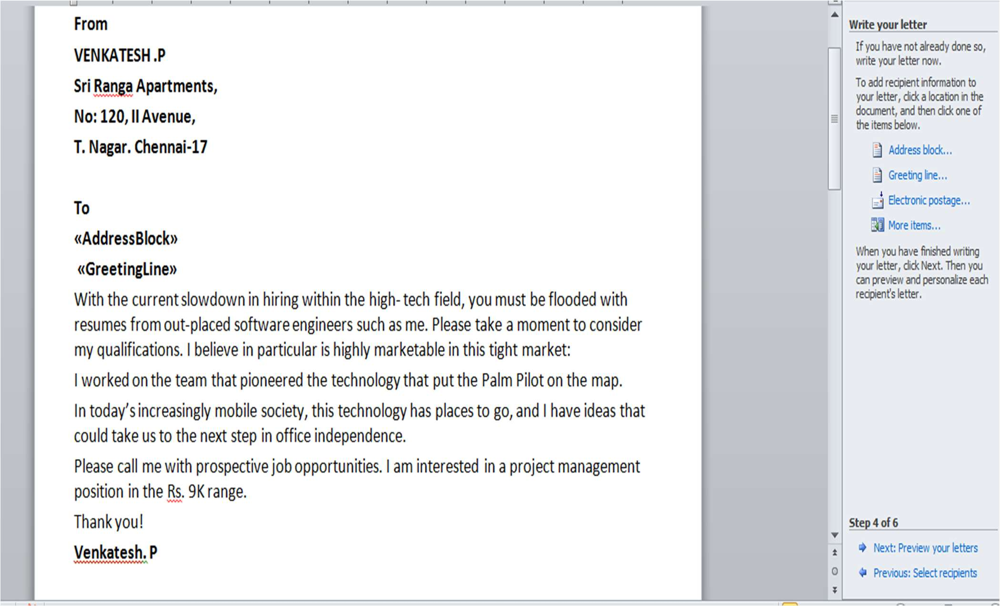 From
VENKATESH .P
Sri Ranga Apartments,
No: 120, II Avenue,
T. Nagar. Chennai-17
To
«AddressBlock»
«GreetingLine»
With the current slowdown in hiring within the high- tech field, you must be flooded with
resumes from out-placed software engineers such as me. Please take a moment to consider
my qualifications. I believe in particular is highly marketable in this tight market:
I worked on the team that pioneered the technology that put the Palm Pilot on the map.
In today’s increasingly mobile society, this technology has places to go, and I have ideas that
could take us to the next step in office independence.
Please call me with prospective job opportunities. I am interested in a project management
position in the Rs. 9K range.
Thank you!
Venkatesh. P
Write your letter
If you have not already done so,
write your letter now.
To add recipient information to
your letter, click a location in the
document, and then click one of
the items below.
Address block...
Greeting line...
Electronic postage...
More items...
When you have finished writing
your letter, click Next. Then you
can preview and personalize each
recipient's letter.
Step 4 of 6
Next: Preview your letters
Previous: Select recipients